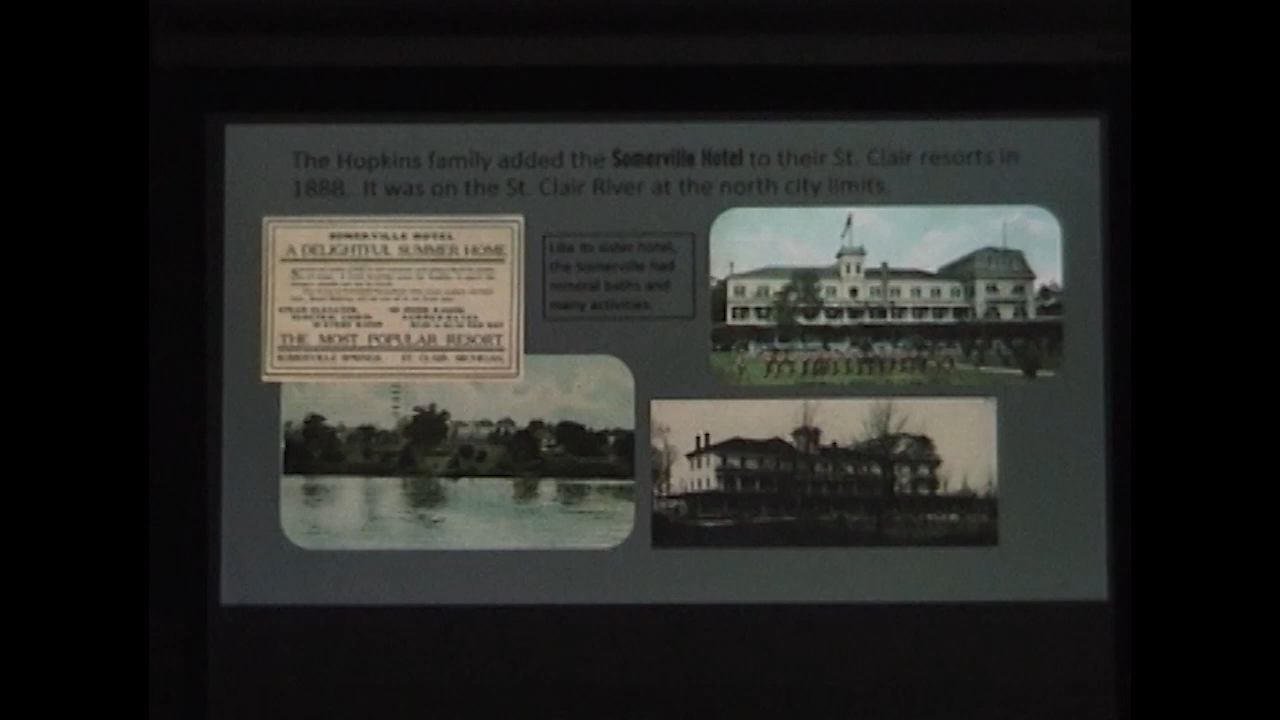 The Hopkins family added the Somerville Hotel to their St. Clair resorts in
1888. It was on the St. Clair River at the north city limits.
SOMERVILLE HOTEL
A DELIGHTFUL SUMMER HOME
THE MOST POPULAR RESORT
SOMERVILLE SPRINGS ST. CLAIR, MICHIGAN
Like its sister hotel,
the Somerville had
mineral baths and
many activities.